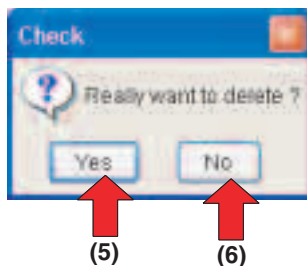 Check
Really want to delete ?
Yes No
(5) (6)